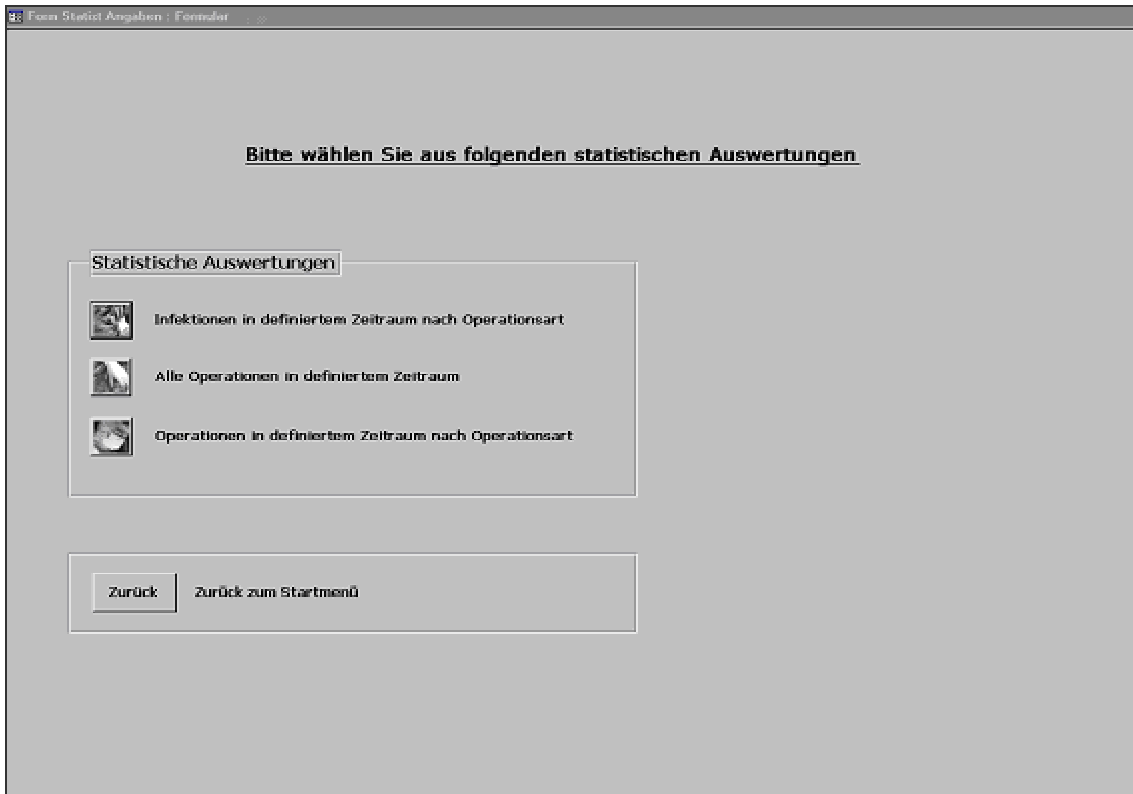 Form Statist Angaben : Formular
Bitte wählen Sie aus folgenden statistischen Auswertungen
Statistische Auswertungen
Infektionen in definiertem Zeitraum nach Operationsart
Alle Operationen in definiertem Zeitraum
Operationen in definiertem Zeitraum nach Operationsart
Zurück Zurück zum Startmenü